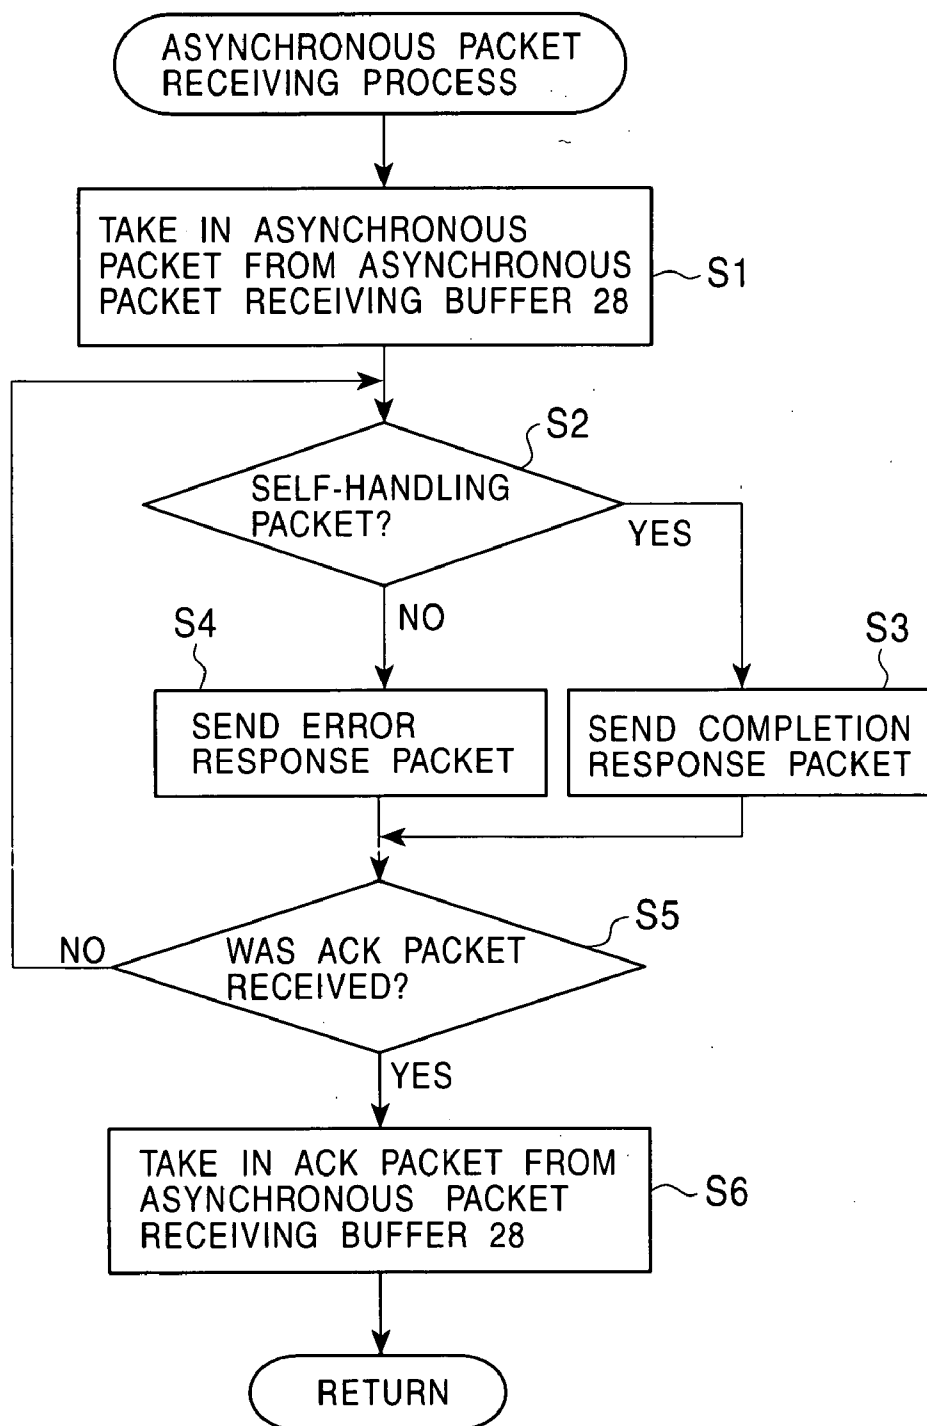 ASYNCHRONOUS PACKET
RECEIVING PROCESS
TAKE IN ASYNCHRONOUS
PACKET FROM ASYNCHRONOUS
PACKET RECEIVING BUFFER 28
S1
S2
SELF-HANDLING
PACKET?
YES
NO
S4
S3
SEND ERROR
RESPONSE PACKET
SEND COMPLETION
RESPONSE PACKET
S5
NO
WAS ACK PACKET
RECEIVED?
YES
TAKE IN ACK PACKET FROM
ASYNCHRONOUS PACKET
RECEIVING BUFFER 28
S6
RETURN